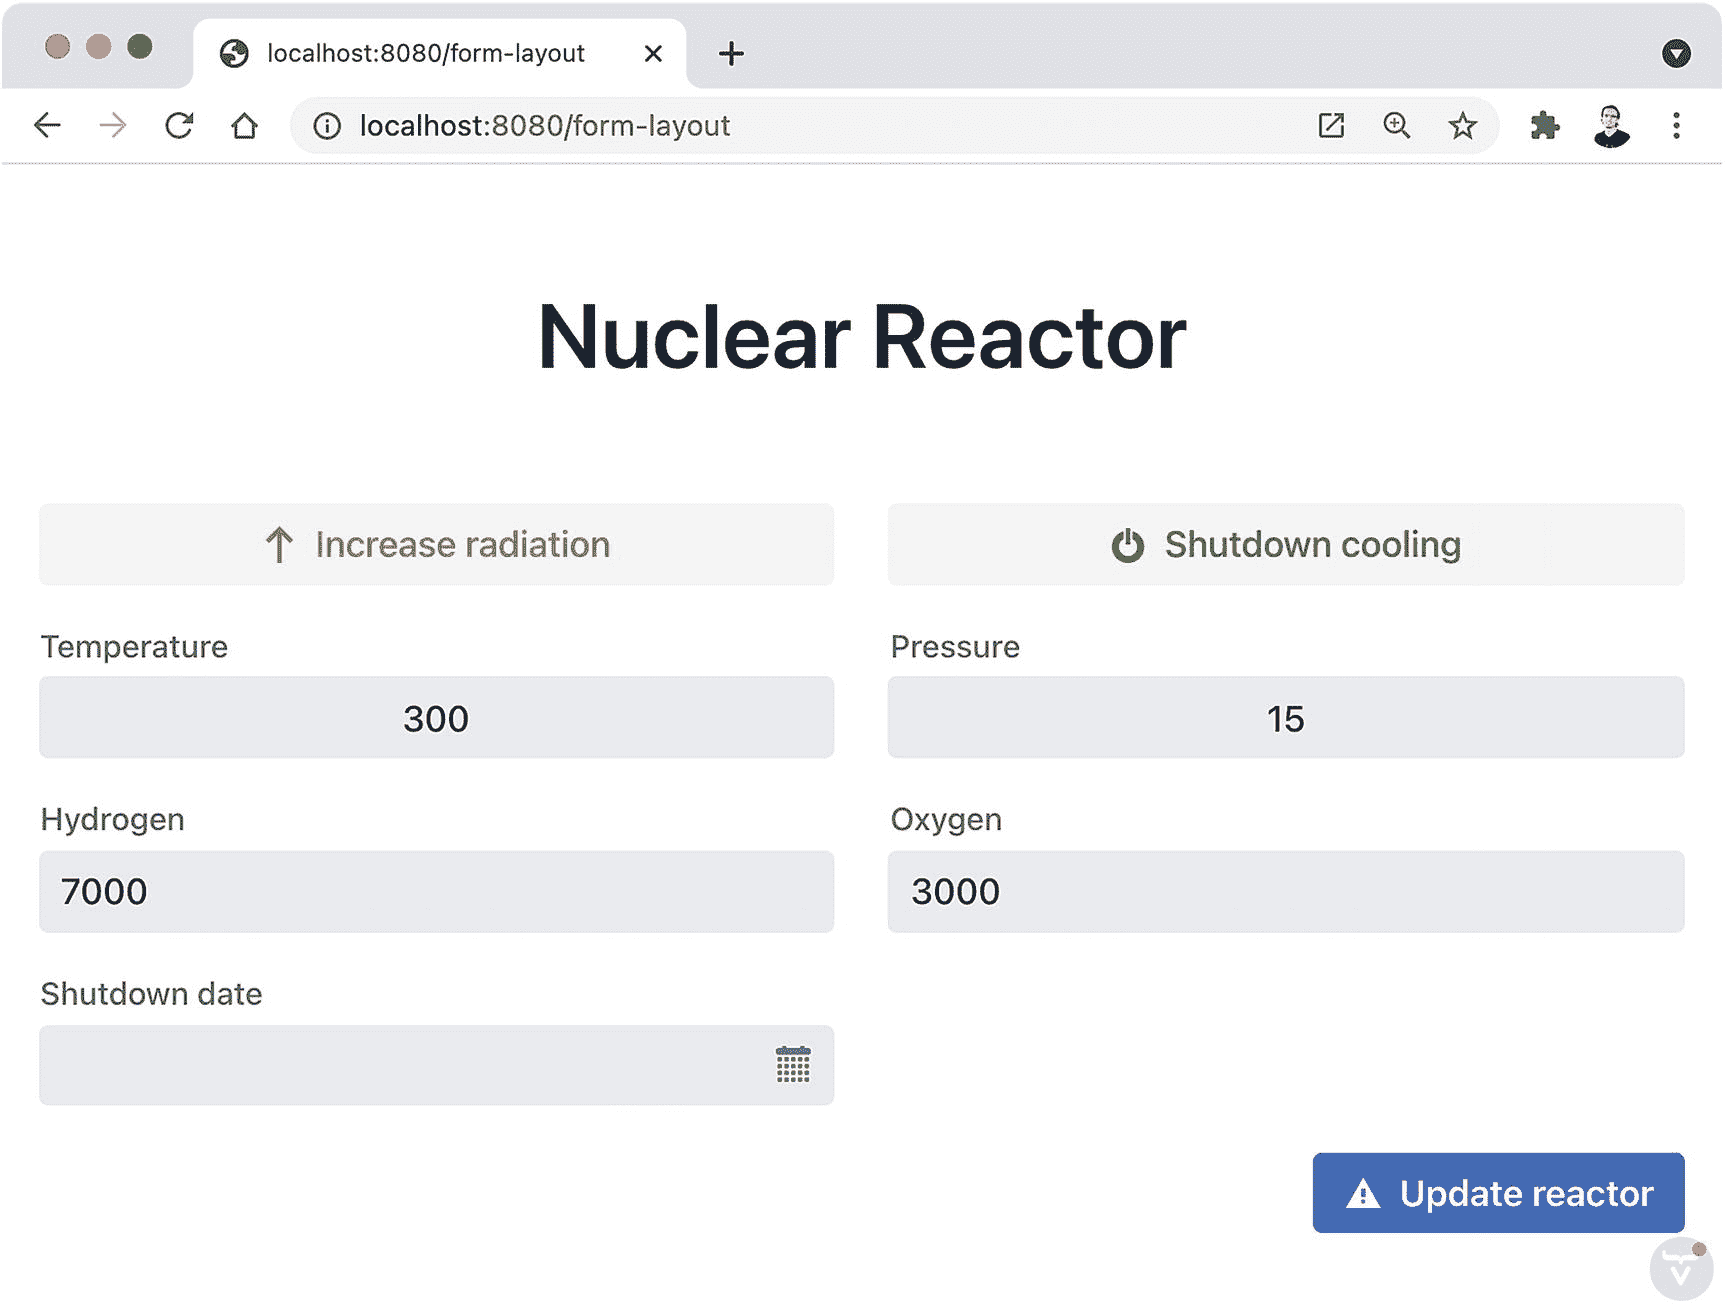 localhost:8080/form-layout
localhost:8080/form-layout
Nuclear Reactor
Increase radiation
Shutdown cooling
Temperature
Pressure
300
15
Hydrogen
Oxygen
7000
3000
Shutdown date
Update reactor